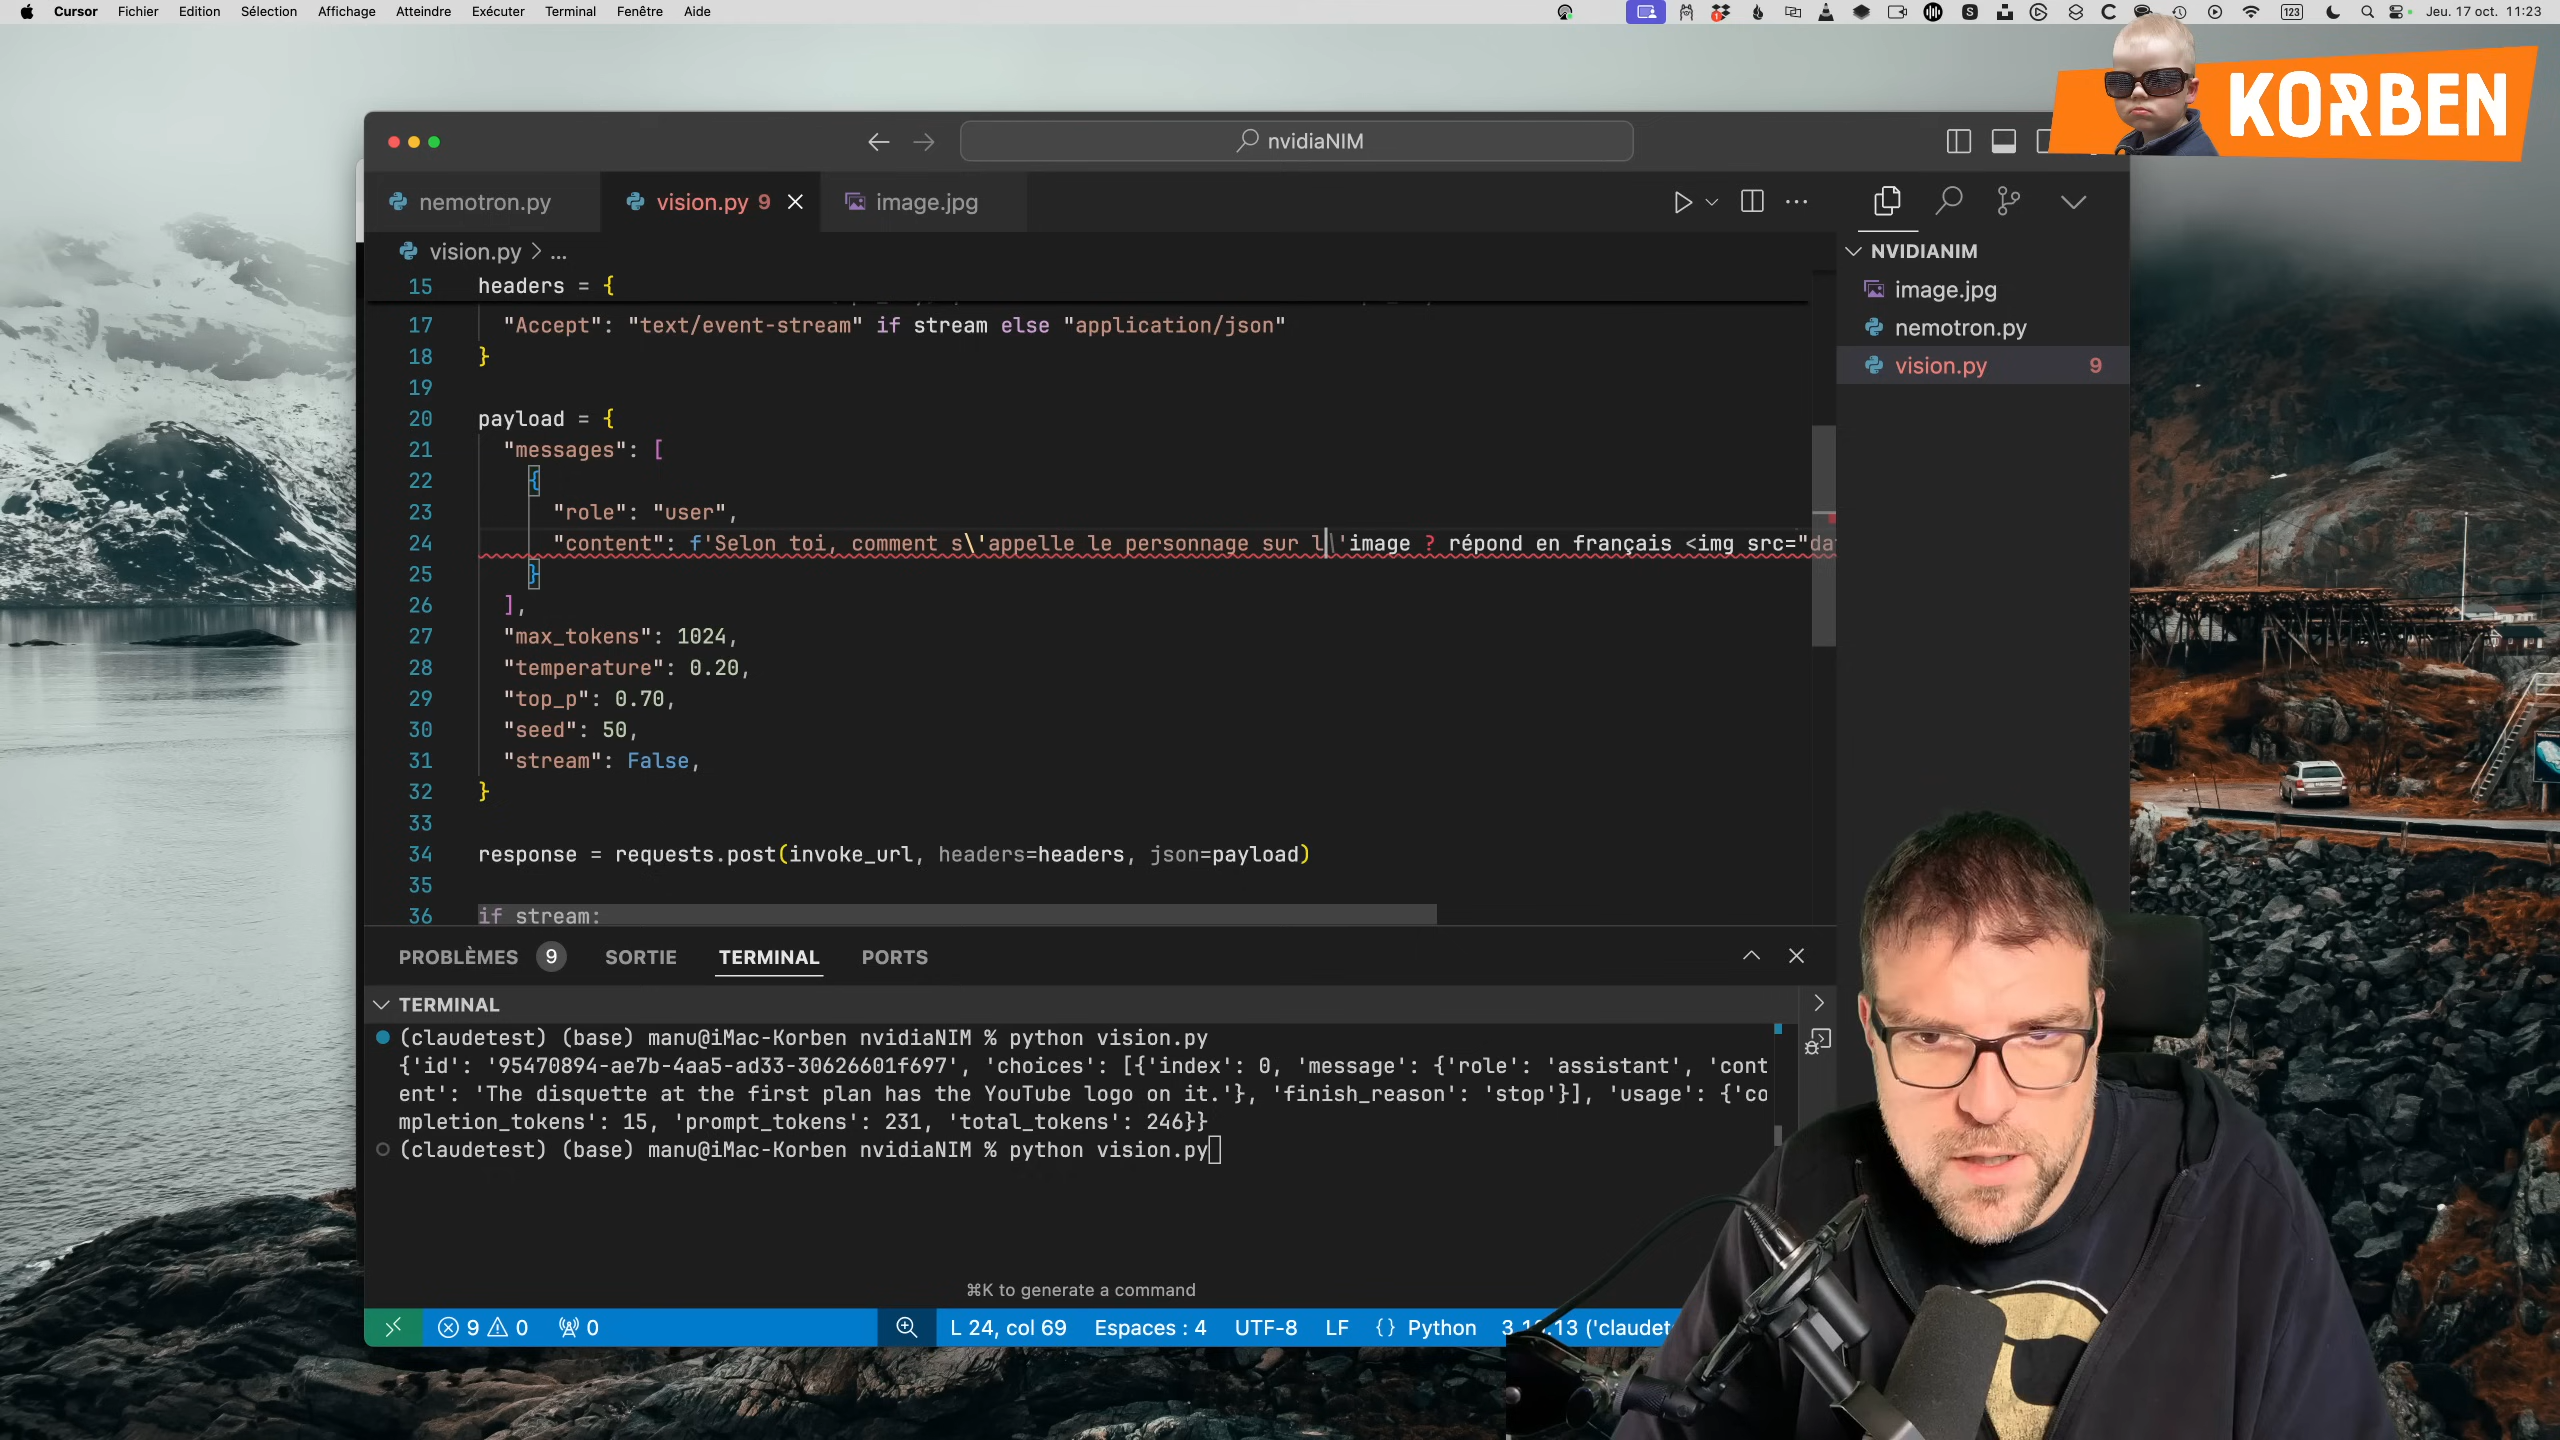 Cursor Fichier Edition Sélection Affichage Atteindre Exécuter Terminal Fenêtre Aide
123 Jeu. 17 oct. 11:23
KORBEN
nvidiaNIM
nemotron.py vision.py 9 image.jpg
vision.py > ...
NVIDIANIM
image.jpg
nemotron.py
vision.py 9
15 headers = {
17 "Accept": "text/event-stream" if stream else "application/json"
18 }
19
20 payload = {
21 "messages": [
22 {
23 "role": "user",
24 "content": f'Selon toi, comment s\'appelle le personnage sur l\'image ? répond en français <img src="da
25 }
26 ],
27 "max_tokens": 1024,
28 "temperature": 0.20,
29 "top_p": 0.70,
30 "seed": 50,
31 "stream": False,
32 }
33
34 response = requests.post(invoke_url, headers=headers, json=payload)
35
36 if stream:
PROBLÈMES 9 SORTIE TERMINAL PORTS
TERMINAL
(claudetest) (base) manu@iMac-Korben nvidiaNIM % python vision.py
{'id': '95470894-ae7b-4aa5-ad33-30626601f697', 'choices': [{'index': 0, 'message': {'role': 'assistant', 'cont
ent': 'The disquette at the first plan has the YouTube logo on it.'}, 'finish_reason': 'stop'}], 'usage': {'co
mpletion_tokens': 15, 'prompt_tokens': 231, 'total_tokens': 246}}
(claudetest) (base) manu@iMac-Korben nvidiaNIM % python vision.py
⌘K to generate a command
9 0 0 L 24, col 69 Espaces : 4 UTF-8 LF {} Python